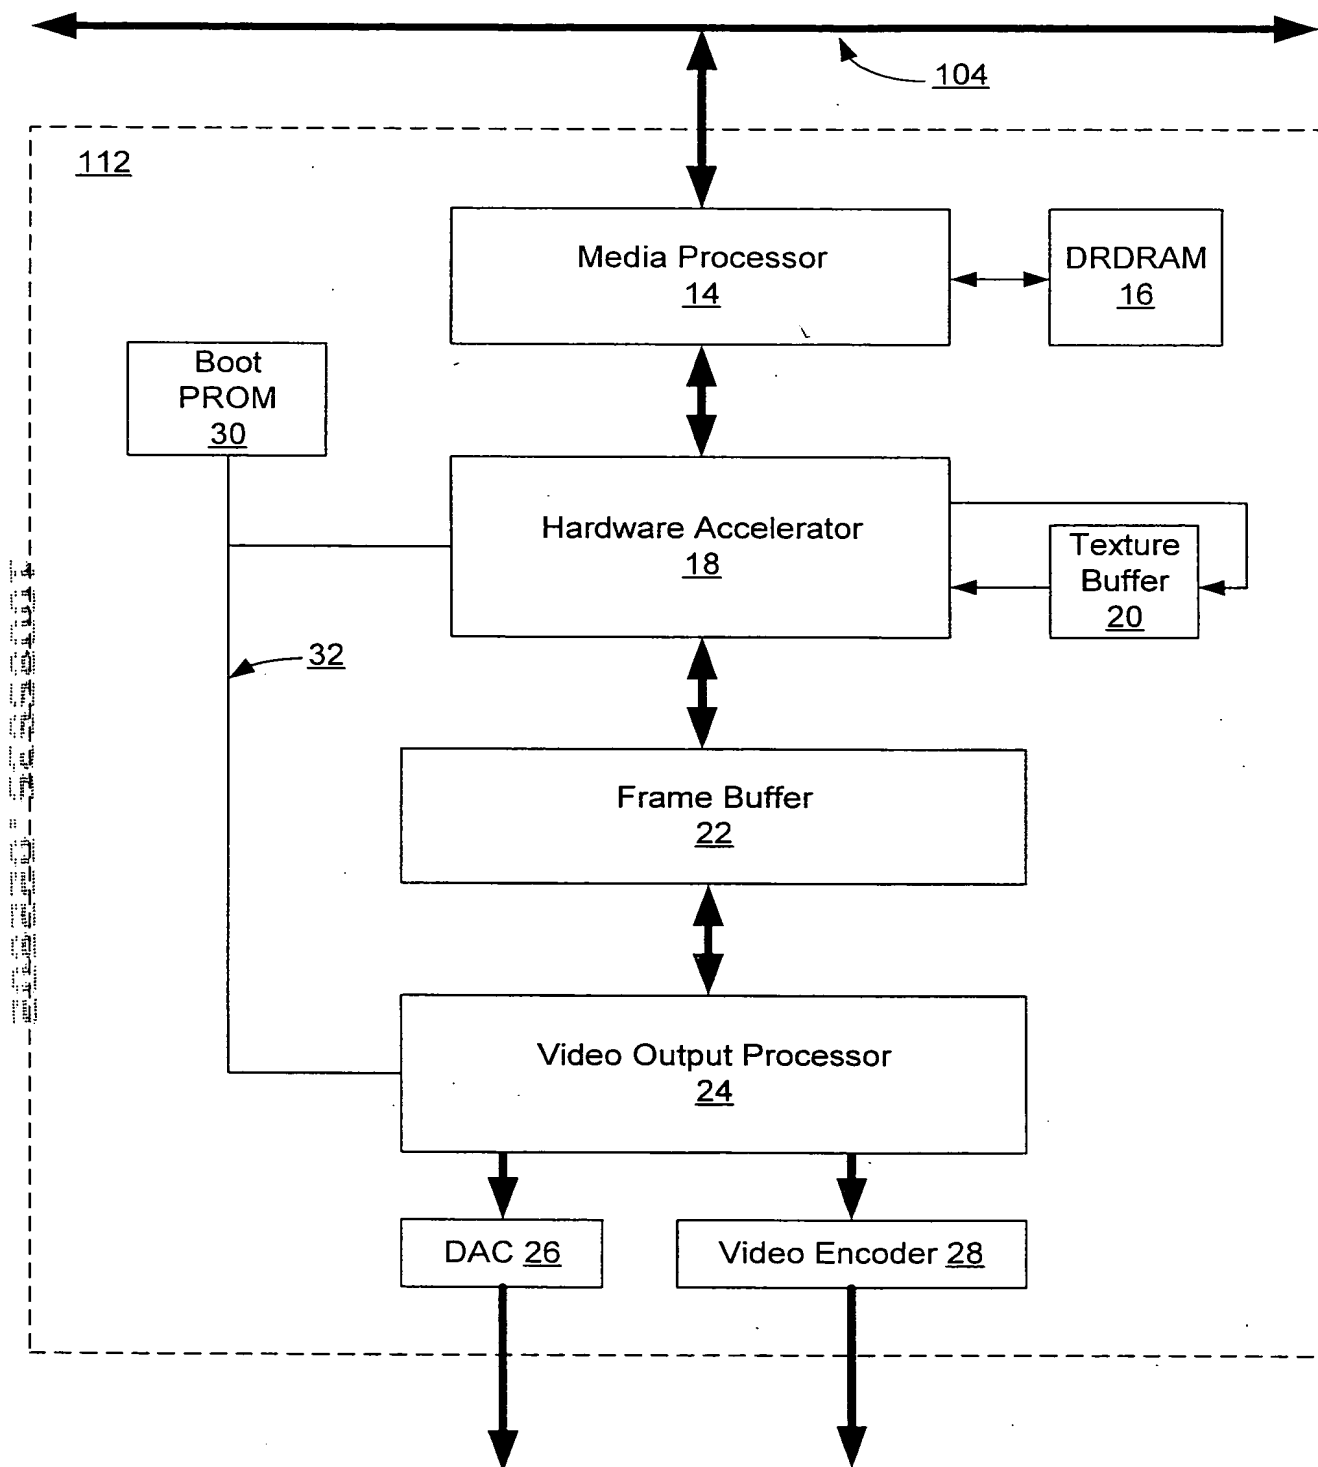 104
112
Media Processor
14
DRDRAM
16
Boot
PROM
30
Hardware Accelerator
18
Texture
Buffer
20
32
Frame Buffer
22
Video Output Processor
24
DAC 26
Video Encoder 28